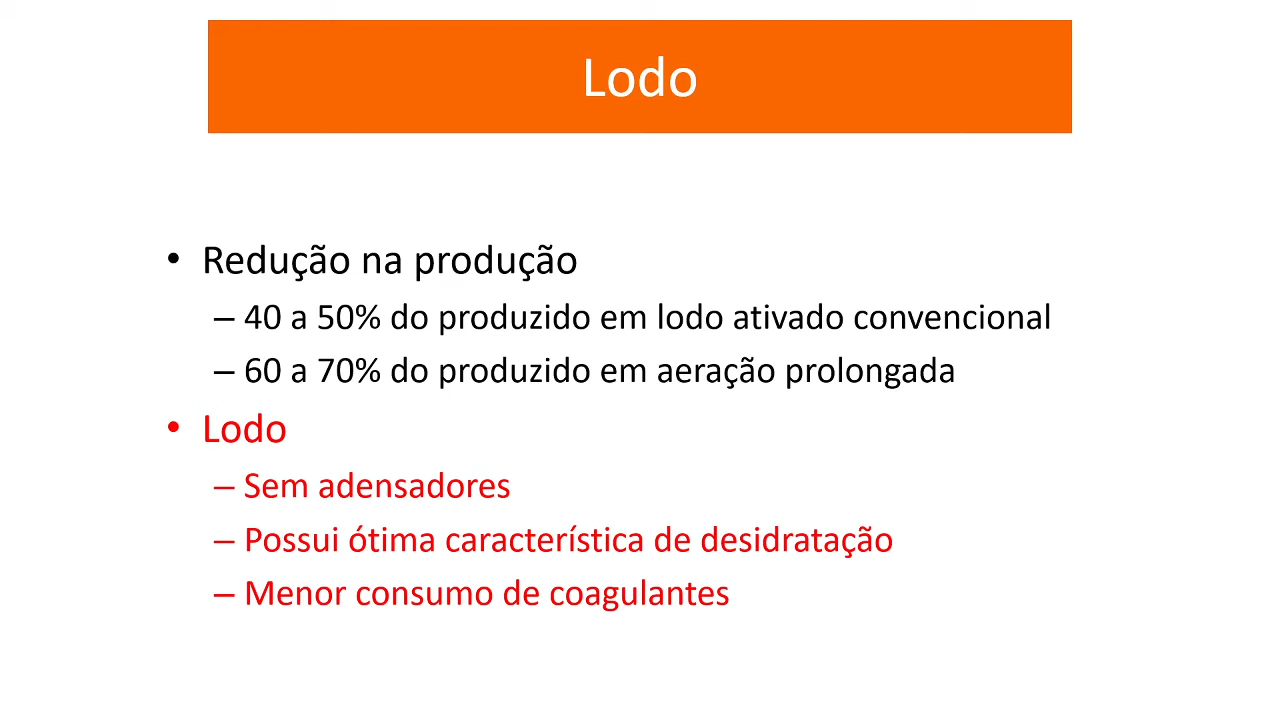 Lodo
• Redução na produção
– 40 a 50% do produzido em lodo ativado convencional
– 60 a 70% do produzido em aeração prolongada
• Lodo
– Sem adensadores
– Possui ótima característica de desidratação
– Menor consumo de coagulantes